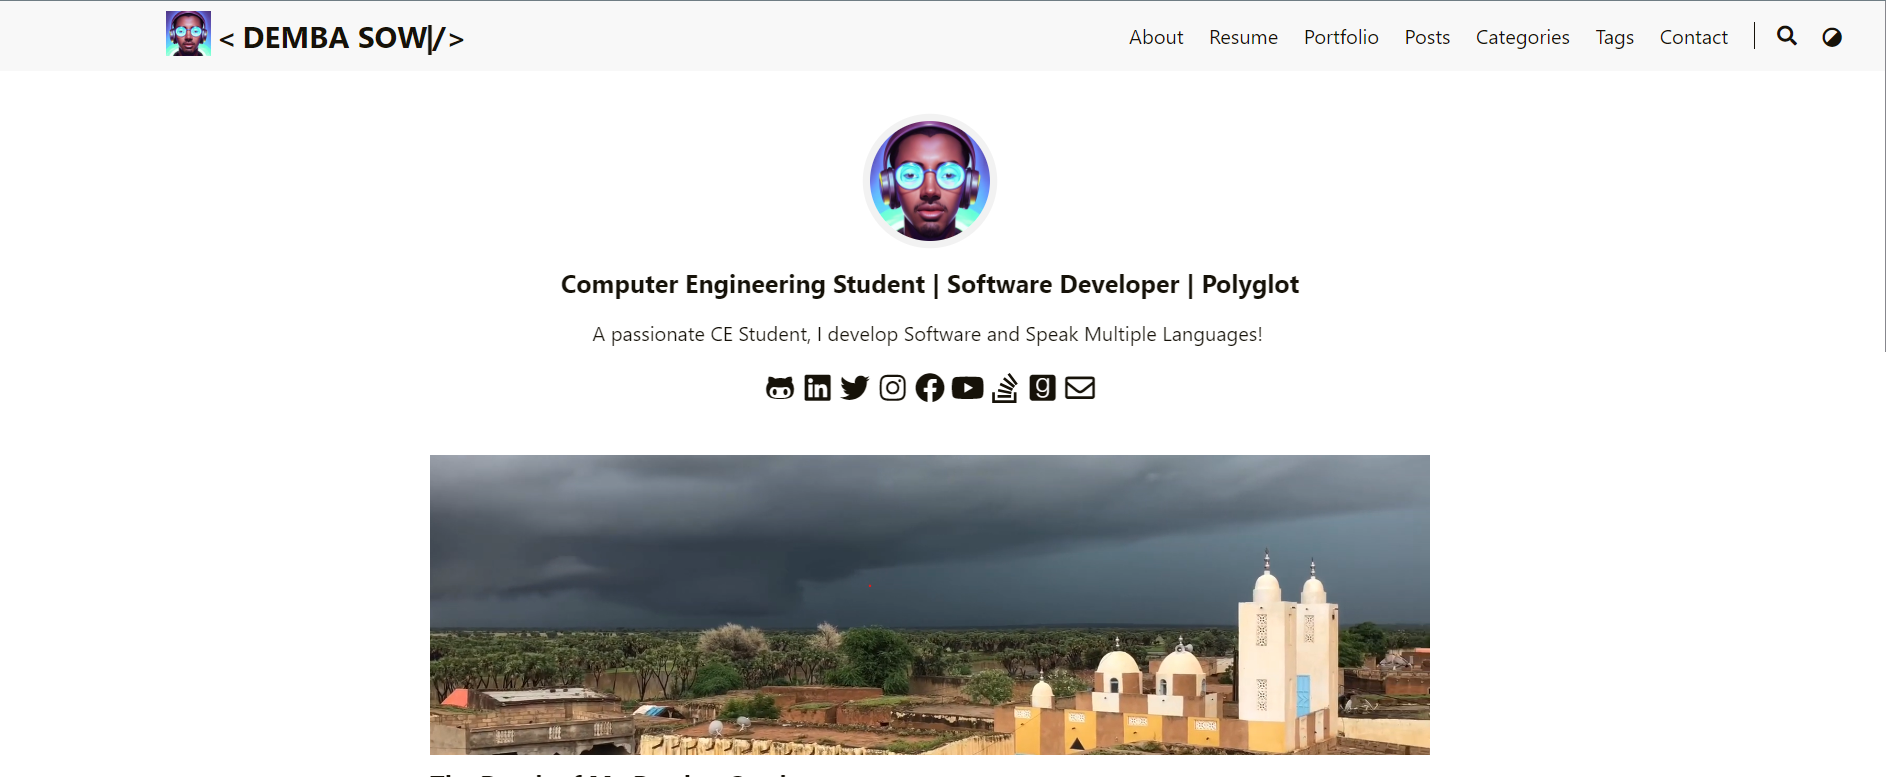 < DEMBA SOW|/>
About Resume Portfolio Posts Categories Tags Contact
Computer Engineering Student | Software Developer | Polyglot
A passionate CE Student, I develop Software and Speak Multiple Languages!
in
g